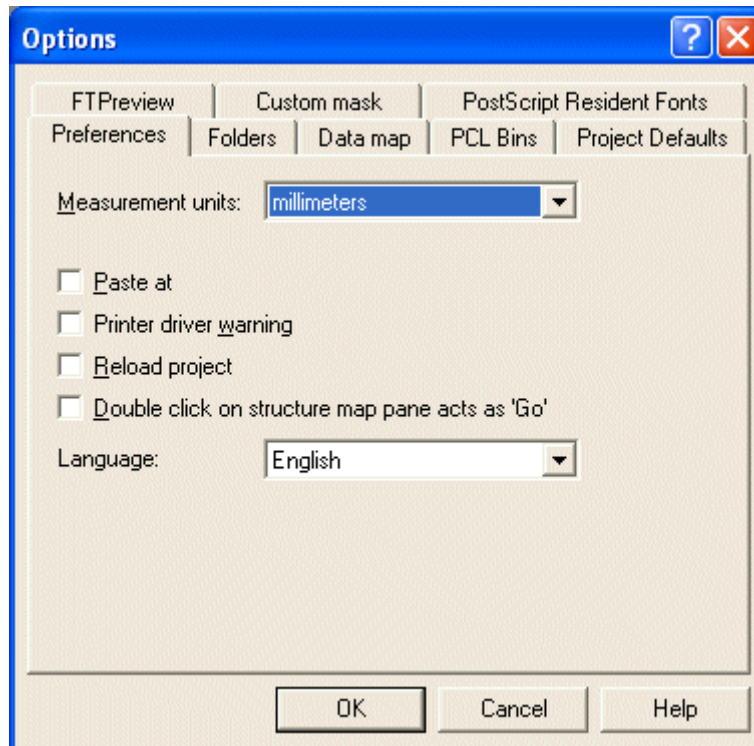 Options
FTPreview Custom mask PostScript Resident Fonts
Preferences Folders Data map PCL Bins Project Defaults
Measurement units: millimeters
Paste at
Printer driver warning
Reload project
Double click on structure map pane acts as 'Go'
Language: English
OK Cancel Help